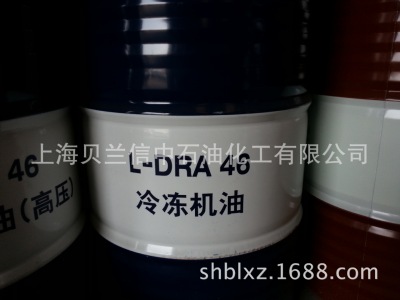 上海贝兰信中石油化工有限公司
L-DRA 46
冷冻机油
46
油(高压)
shblxz.1688.com